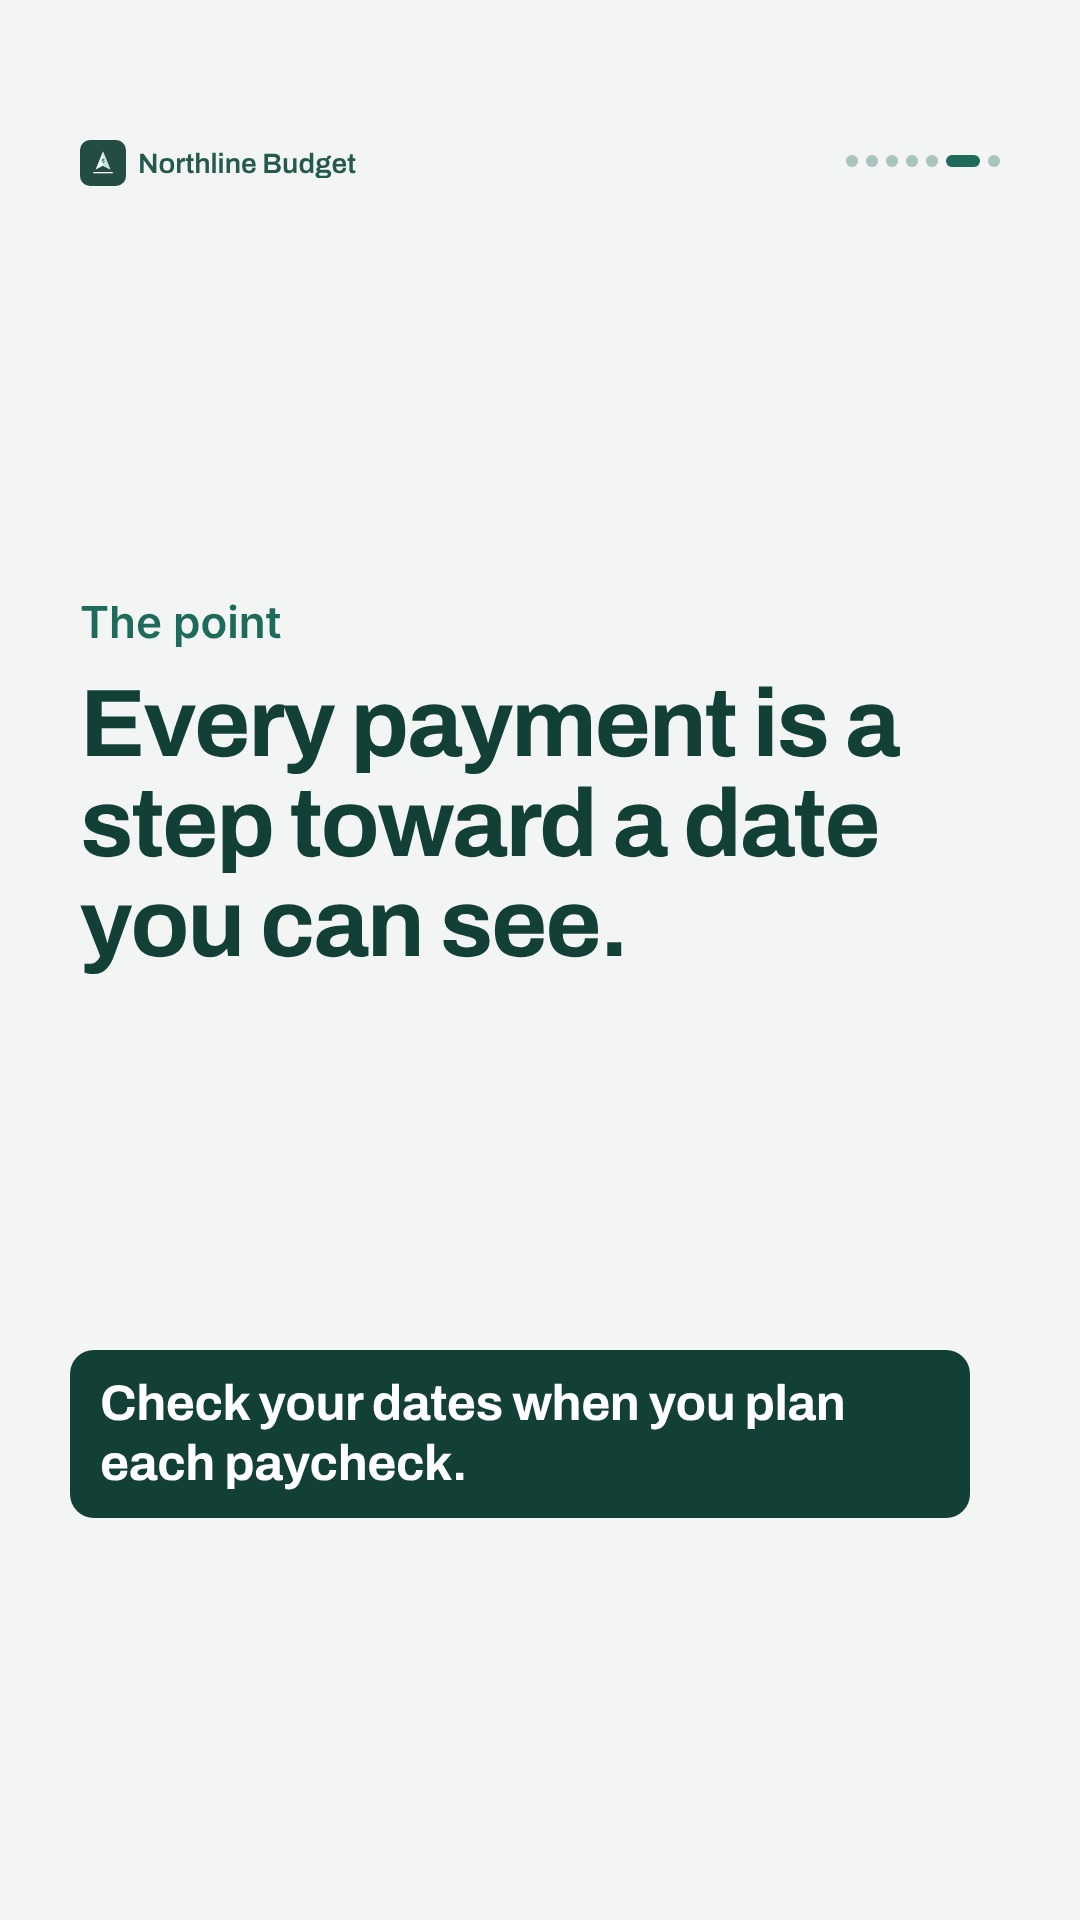 Northline Budget
The point
Every payment is a
step toward a date
you can see.
Check your dates when you plan
each paycheck.